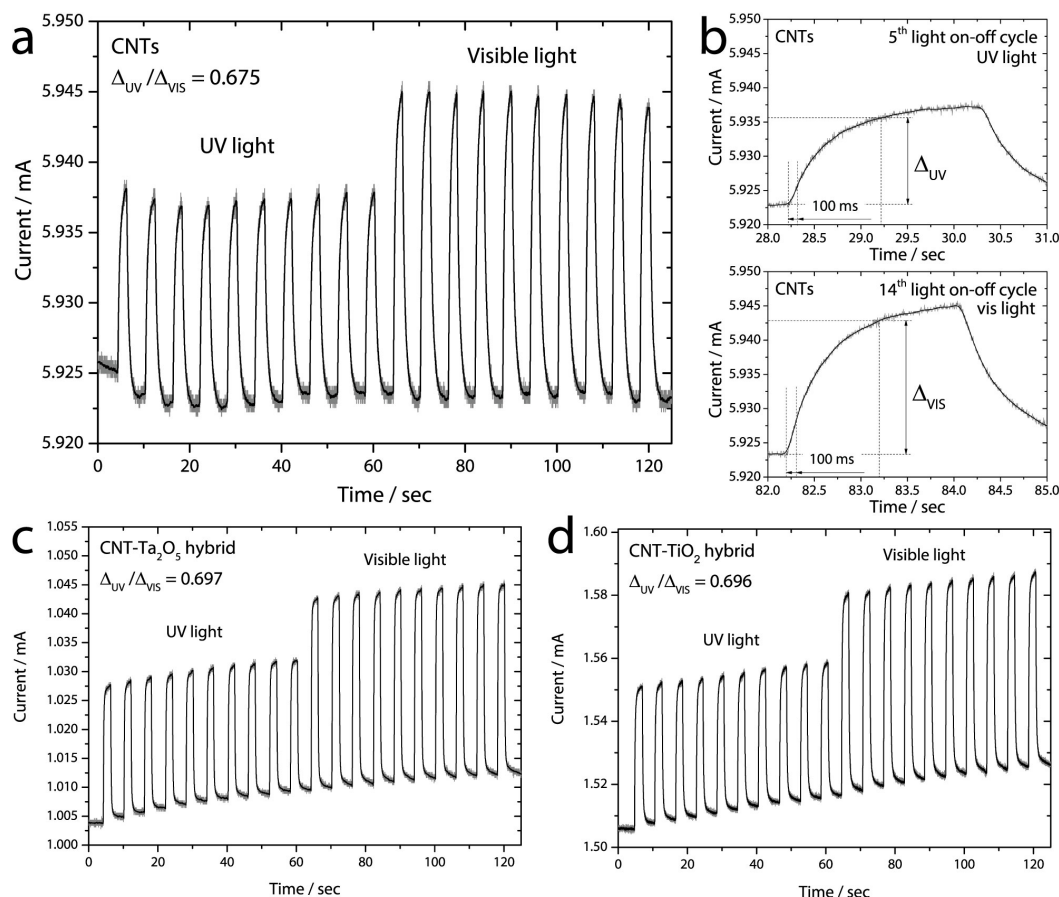 a
CNTs
Δ_UV /Δ_VIS = 0.675
UV light
Visible light
5.950
5.945
5.940
5.935
5.930
5.925
5.920
Current / mA
0 20 40 60 80 100 120
Time / sec
b
CNTs
5th light on-off cycle
UV light
5.950
5.945
5.940
5.935
5.930
5.925
5.920
Current / mA
Δ_UV
100 ms
28.0 28.5 29.0 29.5 30.0 30.5 31.0
Time / sec
CNTs
14th light on-off cycle
vis light
5.950
5.945
5.940
5.935
5.930
5.925
5.920
Current / mA
Δ_VIS
100 ms
82.0 82.5 83.0 83.5 84.0 84.5 85.0
Time / sec
c
CNT-Ta₂O₅ hybrid
Δ_UV /Δ_VIS = 0.697
UV light
Visible light
1.055
1.050
1.045
1.040
1.035
1.030
1.025
1.020
1.015
1.010
1.005
1.000
Current / mA
0 20 40 60 80 100 120
Time / sec
d
CNT-TiO₂ hybrid
Δ_UV /Δ_VIS = 0.696
UV light
Visible light
1.60
1.58
1.56
1.54
1.52
1.50
Current / mA
0 20 40 60 80 100 120
Time / sec